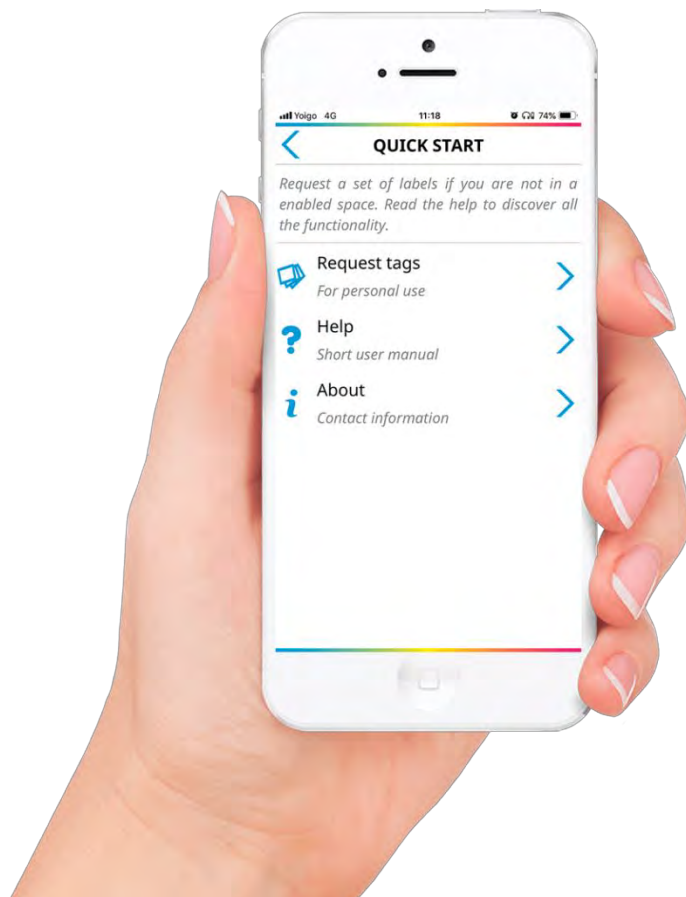 Yoigo 4G 11:18 74%
QUICK START
Request a set of labels if you are not in a
enabled space. Read the help to discover all
the functionality.
Request tags
For personal use
Help
Short user manual
About
Contact information